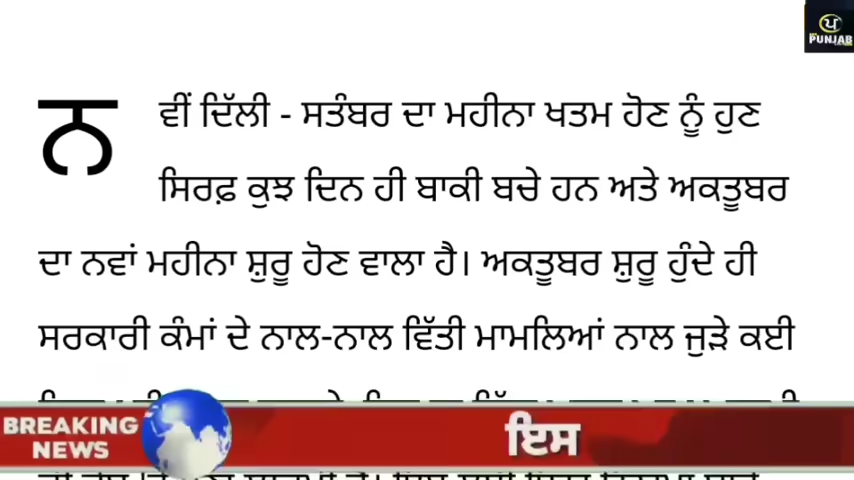 ਪ
PUNJAB
ਨਵੀਂ ਦਿੱਲੀ - ਸਤੰਬਰ ਦਾ ਮਹੀਨਾ ਖਤਮ ਹੋਣ ਨੂੰ ਹੁਣ
ਸਿਰਫ਼ ਕੁਝ ਦਿਨ ਹੀ ਬਾਕੀ ਬਚੇ ਹਨ ਅਤੇ ਅਕਤੂਬਰ
ਦਾ ਨਵਾਂ ਮਹੀਨਾ ਸ਼ੁਰੂ ਹੋਣ ਵਾਲਾ ਹੈ। ਅਕਤੂਬਰ ਸ਼ੁਰੂ ਹੁੰਦੇ ਹੀ
ਸਰਕਾਰੀ ਕੰਮਾਂ ਦੇ ਨਾਲ-ਨਾਲ ਵਿੱਤੀ ਮਾਮਲਿਆਂ ਨਾਲ ਜੁੜੇ ਕਈ
BREAKING
NEWS
ਇਸ